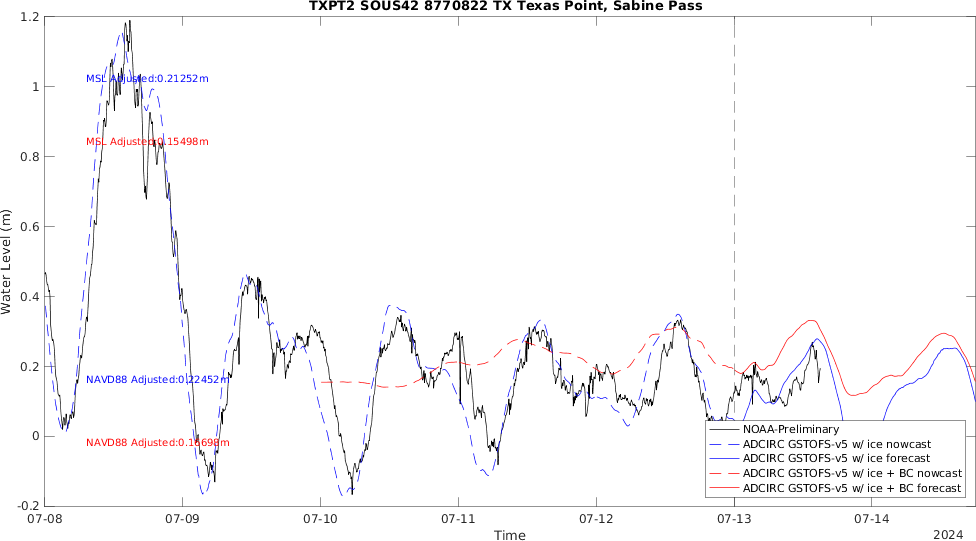 TXPT2 SOUS42 8770822 TX Texas Point, Sabine Pass
Water Level (m)
1.2
1
0.8
0.6
0.4
0.2
0
-0.2
MSL Adjusted:0.21252m
MSL Adjusted:0.15498m
NAVD88 Adjusted:0.22452m
NAVD88 Adjusted:0.16698m
NOAA-Preliminary
ADCIRC GSTOFS-v5 w/ ice nowcast
ADCIRC GSTOFS-v5 w/ ice forecast
ADCIRC GSTOFS-v5 w/ ice + BC nowcast
ADCIRC GSTOFS-v5 w/ ice + BC forecast
07-08
07-09
07-10
07-11
07-12
07-13
07-14
Time
2024